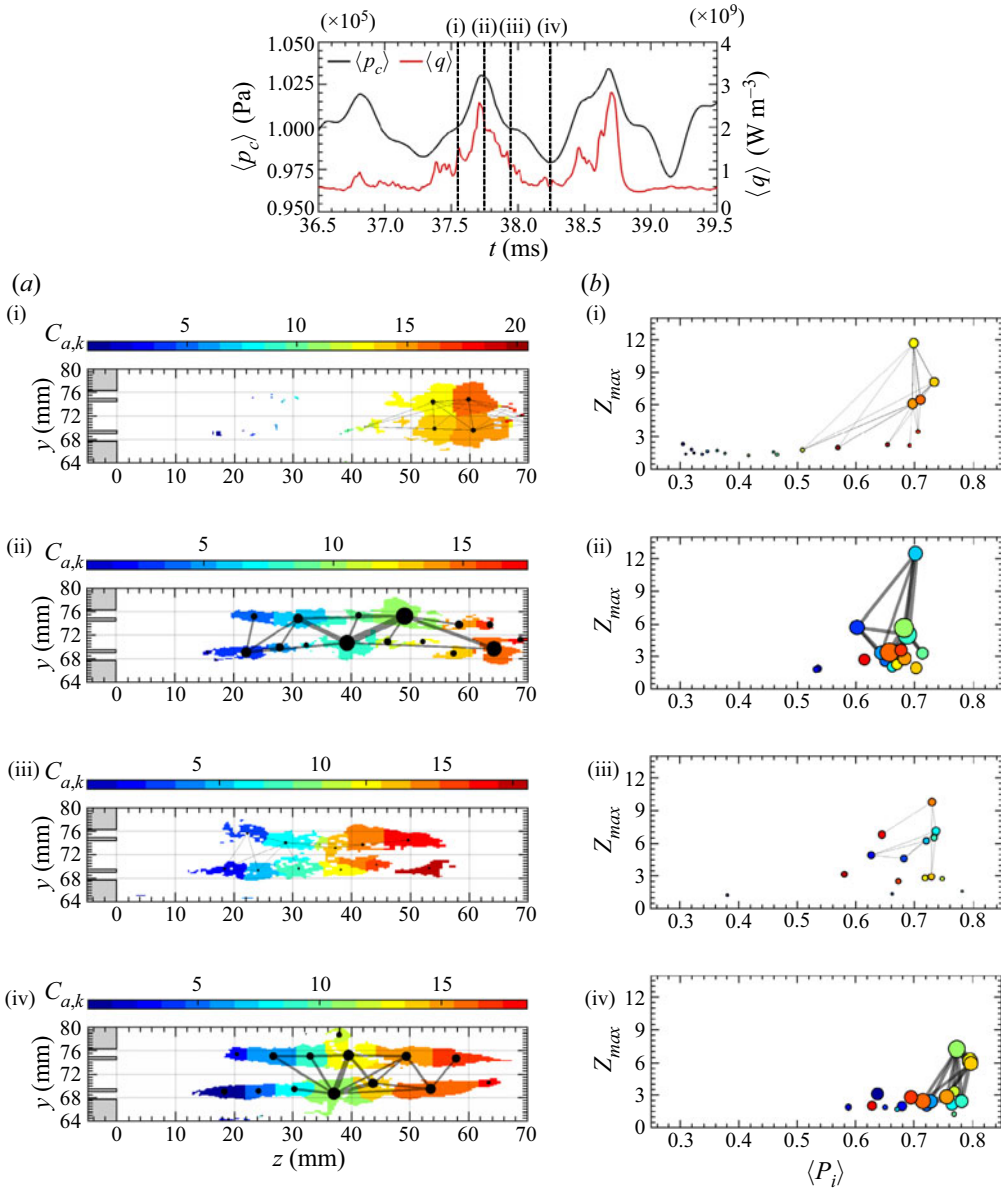 (×10⁵) (i) (ii) (iii) (iv) (×10⁹)
1.050 4
⟨p_c⟩ ⟨q⟩
1.025 3
1.000 2
0.975 1
0.950 0
⟨p_c⟩ (Pa)
⟨q⟩ (W m⁻³)
36.5 37.0 37.5 38.0 38.5 39.0 39.5
t (ms)
(a) (b)
(i)
C_{a,k} 5 10 15 20
80
76
72
68
64
y (mm)
0 10 20 30 40 50 60 70
(i)
12
9
6
3
0
Z_{max}
0.3 0.4 0.5 0.6 0.7 0.8
(ii)
C_{a,k} 5 10 15
80
76
72
68
64
y (mm)
0 10 20 30 40 50 60 70
(ii)
12
9
6
3
0
Z_{max}
0.3 0.4 0.5 0.6 0.7 0.8
(iii)
C_{a,k} 5 10 15
80
76
72
68
64
y (mm)
0 10 20 30 40 50 60 70
(iii)
12
9
6
3
0
Z_{max}
0.3 0.4 0.5 0.6 0.7 0.8
(iv)
C_{a,k} 5 10 15
80
76
72
68
64
y (mm)
0 10 20 30 40 50 60 70
z (mm)
(iv)
12
9
6
3
0
Z_{max}
0.3 0.4 0.5 0.6 0.7 0.8
⟨P_i⟩